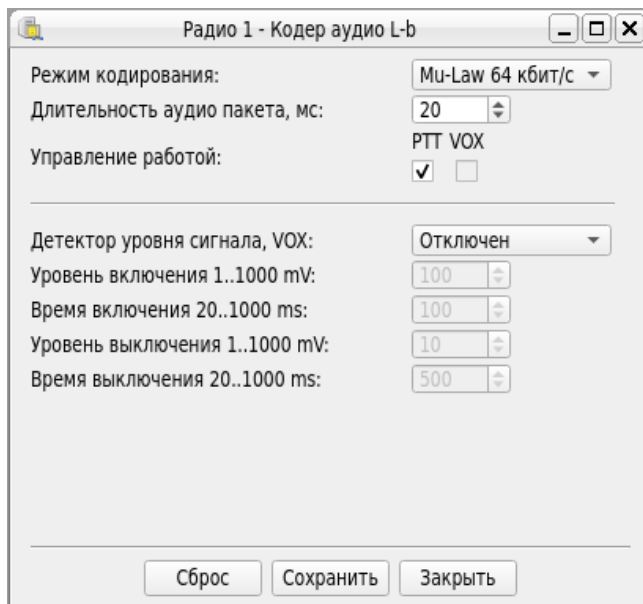 Радио 1 - Кодер аудио L-b
Режим кодирования: Mu-Law 64 кбит/с
Длительность аудио пакета, мс: 20
PTT VOX
Управление работой:
Детектор уровня сигнала, VOX: Отключен
Уровень включения 1..1000 mV: 100
Время включения 20..1000 ms: 100
Уровень выключения 1..1000 mV: 10
Время выключения 20..1000 ms: 500
Сброс Сохранить Закрыть